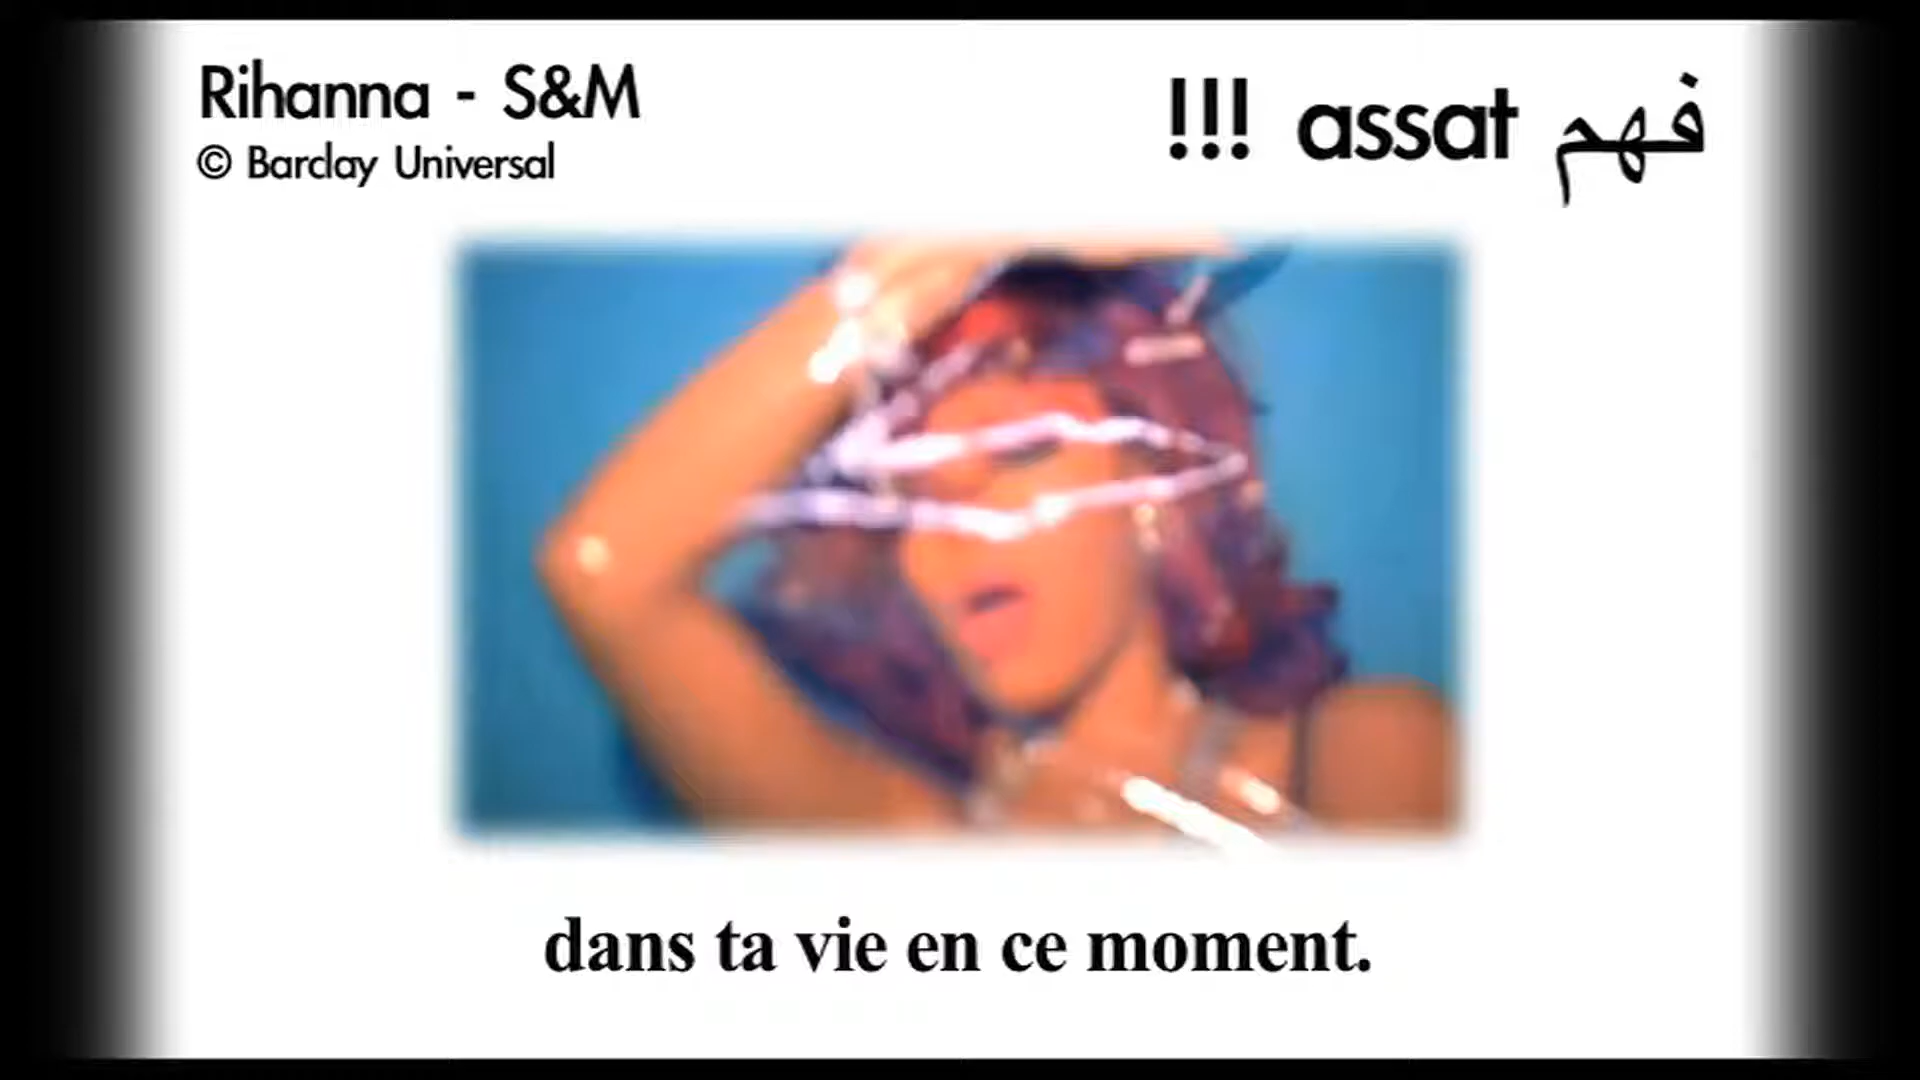 Rihanna - S&M
© Barclay Universal
!!! assat فهم
dans ta vie en ce moment.